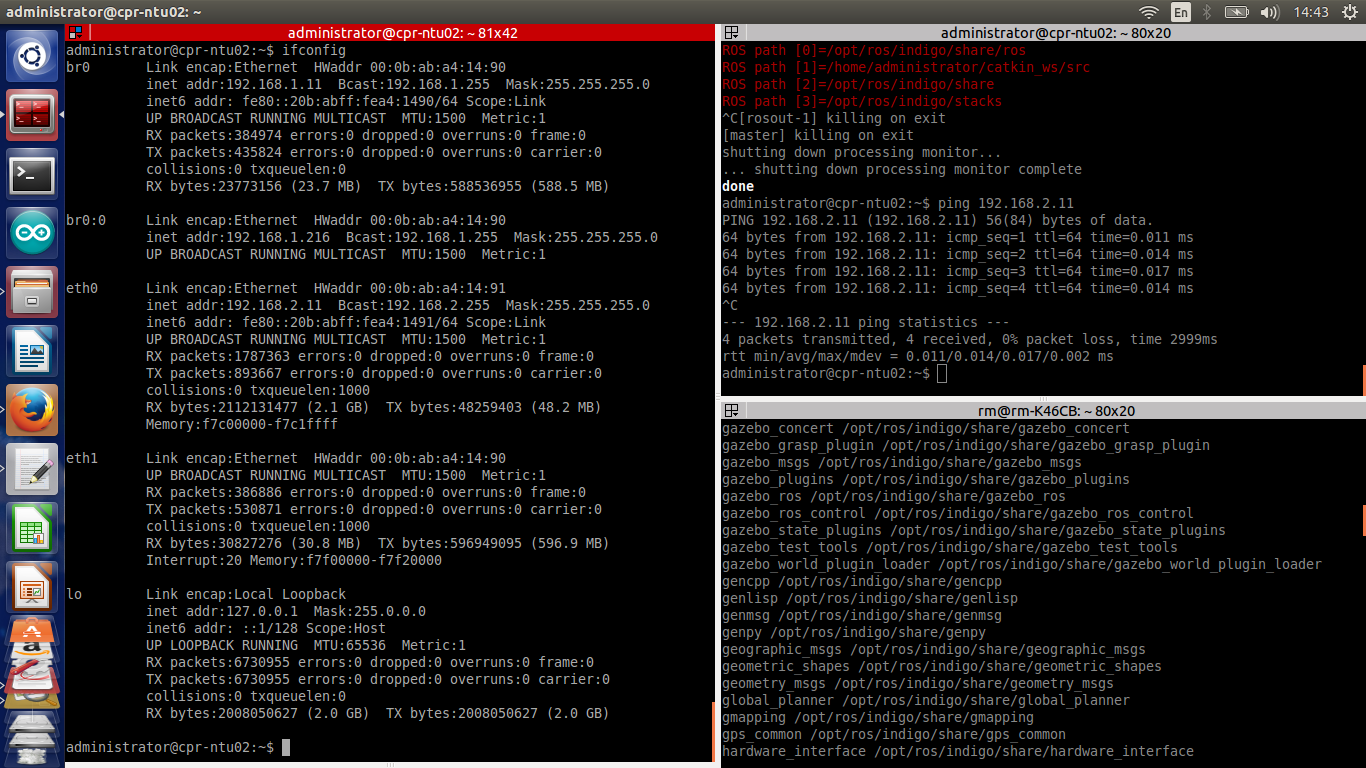 administrator@cpr-ntu02: ~
En
14:43
administrator@cpr-ntu02: ~ 81x42
administrator@cpr-ntu02:~$ ifconfig
br0       Link encap:Ethernet  HWaddr 00:0b:ab:a4:14:90
          inet addr:192.168.1.11  Bcast:192.168.1.255  Mask:255.255.255.0
          inet6 addr: fe80::20b:abff:fea4:1490/64 Scope:Link
          UP BROADCAST RUNNING MULTICAST  MTU:1500  Metric:1
          RX packets:384974 errors:0 dropped:0 overruns:0 frame:0
          TX packets:435824 errors:0 dropped:0 overruns:0 carrier:0
          collisions:0 txqueuelen:0
          RX bytes:23773156 (23.7 MB)  TX bytes:588536955 (588.5 MB)

br0:0     Link encap:Ethernet  HWaddr 00:0b:ab:a4:14:90
          inet addr:192.168.1.216  Bcast:192.168.1.255  Mask:255.255.255.0
          UP BROADCAST RUNNING MULTICAST  MTU:1500  Metric:1

eth0      Link encap:Ethernet  HWaddr 00:0b:ab:a4:14:91
          inet addr:192.168.2.11  Bcast:192.168.2.255  Mask:255.255.255.0
          inet6 addr: fe80::20b:abff:fea4:1491/64 Scope:Link
          UP BROADCAST RUNNING MULTICAST  MTU:1500  Metric:1
          RX packets:1787363 errors:0 dropped:0 overruns:0 frame:0
          TX packets:893667 errors:0 dropped:0 overruns:0 carrier:0
          collisions:0 txqueuelen:1000
          RX bytes:2112131477 (2.1 GB)  TX bytes:48259403 (48.2 MB)
          Memory:f7c00000-f7c1ffff

eth1      Link encap:Ethernet  HWaddr 00:0b:ab:a4:14:90
          UP BROADCAST RUNNING MULTICAST  MTU:1500  Metric:1
          RX packets:386886 errors:0 dropped:0 overruns:0 frame:0
          TX packets:530871 errors:0 dropped:0 overruns:0 carrier:0
          collisions:0 txqueuelen:1000
          RX bytes:30827276 (30.8 MB)  TX bytes:596949095 (596.9 MB)
          Interrupt:20 Memory:f7f00000-f7f20000

lo        Link encap:Local Loopback
          inet addr:127.0.0.1  Mask:255.0.0.0
          inet6 addr: ::1/128 Scope:Host
          UP LOOPBACK RUNNING  MTU:65536  Metric:1
          RX packets:6730955 errors:0 dropped:0 overruns:0 frame:0
          TX packets:6730955 errors:0 dropped:0 overruns:0 carrier:0
          collisions:0 txqueuelen:0
          RX bytes:2008050627 (2.0 GB)  TX bytes:2008050627 (2.0 GB)

administrator@cpr-ntu02:~$
administrator@cpr-ntu02: ~ 80x20
ROS path [0]=/opt/ros/indigo/share/ros
ROS path [1]=/home/administrator/catkin_ws/src
ROS path [2]=/opt/ros/indigo/share
ROS path [3]=/opt/ros/indigo/stacks
^C[rosout-1] killing on exit
[master] killing on exit
shutting down processing monitor...
... shutting down processing monitor complete
done
administrator@cpr-ntu02:~$ ping 192.168.2.11
PING 192.168.2.11 (192.168.2.11) 56(84) bytes of data.
64 bytes from 192.168.2.11: icmp_seq=1 ttl=64 time=0.011 ms
64 bytes from 192.168.2.11: icmp_seq=2 ttl=64 time=0.014 ms
64 bytes from 192.168.2.11: icmp_seq=3 ttl=64 time=0.017 ms
64 bytes from 192.168.2.11: icmp_seq=4 ttl=64 time=0.014 ms
^C
--- 192.168.2.11 ping statistics ---
4 packets transmitted, 4 received, 0% packet loss, time 2999ms
rtt min/avg/max/mdev = 0.011/0.014/0.017/0.002 ms
administrator@cpr-ntu02:~$
rm@rm-K46CB: ~ 80x20
gazebo_concert /opt/ros/indigo/share/gazebo_concert
gazebo_grasp_plugin /opt/ros/indigo/share/gazebo_grasp_plugin
gazebo_msgs /opt/ros/indigo/share/gazebo_msgs
gazebo_plugins /opt/ros/indigo/share/gazebo_plugins
gazebo_ros /opt/ros/indigo/share/gazebo_ros
gazebo_ros_control /opt/ros/indigo/share/gazebo_ros_control
gazebo_state_plugins /opt/ros/indigo/share/gazebo_state_plugins
gazebo_test_tools /opt/ros/indigo/share/gazebo_test_tools
gazebo_world_plugin_loader /opt/ros/indigo/share/gazebo_world_plugin_loader
gencpp /opt/ros/indigo/share/gencpp
genlisp /opt/ros/indigo/share/genlisp
genmsg /opt/ros/indigo/share/genmsg
genpy /opt/ros/indigo/share/genpy
geographic_msgs /opt/ros/indigo/share/geographic_msgs
geometric_shapes /opt/ros/indigo/share/geometric_shapes
geometry_msgs /opt/ros/indigo/share/geometry_msgs
global_planner /opt/ros/indigo/share/global_planner
gmapping /opt/ros/indigo/share/gmapping
gps_common /opt/ros/indigo/share/gps_common
hardware_interface /opt/ros/indigo/share/hardware_interface